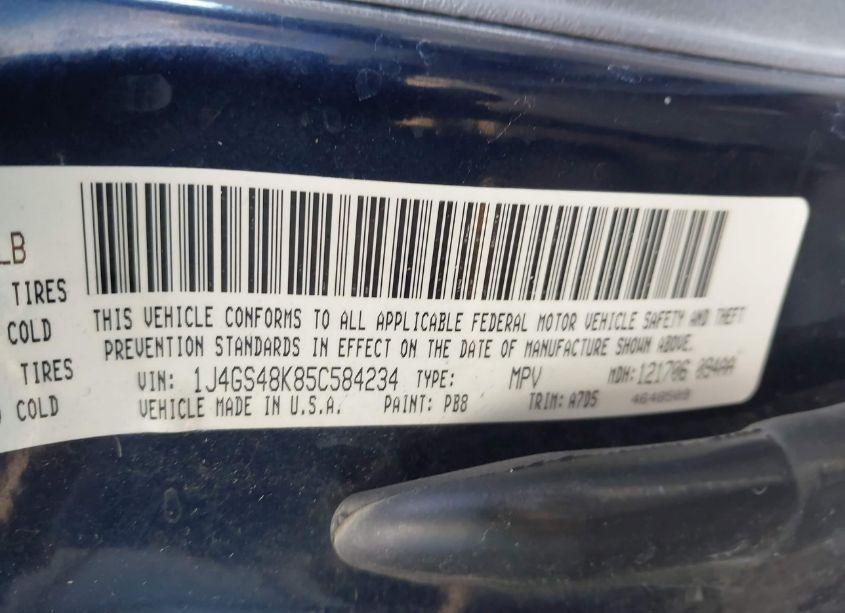 LB
TIRES
COLD
TIRES
COLD
THIS VEHICLE CONFORMS TO ALL APPLICABLE FEDERAL MOTOR VEHICLE SAFETY AND THEFT
PREVENTION STANDARDS IN EFFECT ON THE DATE OF MANUFACTURE SHOWN ABOVE.
VIN: 1J4GS48K85C584234 TYPE: MPV MDH: 121706 094AA
VEHICLE MADE IN U.S.A. PAINT: PB8 TRIM: A7D5